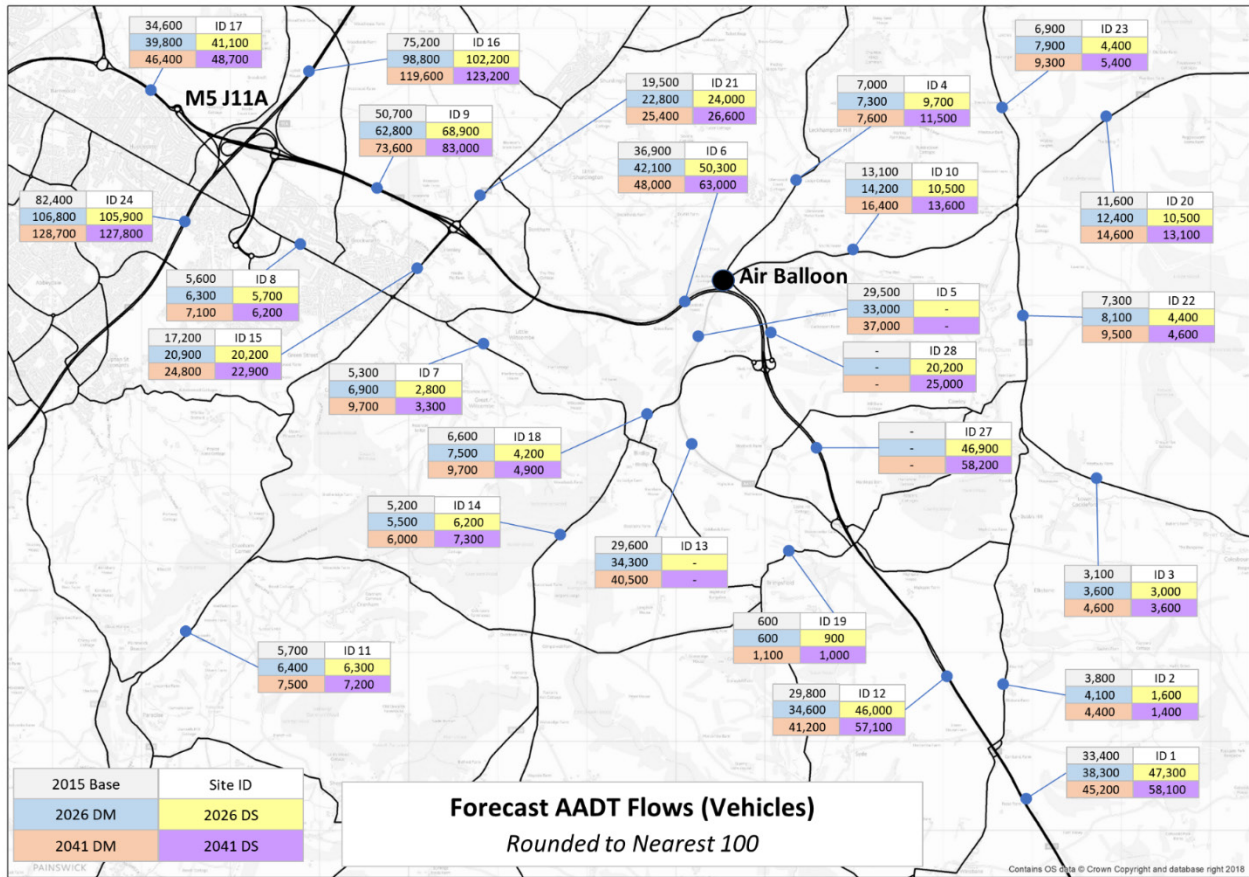 34,600 ID 17
39,800 41,100
46,400 48,700
75,200 ID 16
98,800 102,200
119,600 123,200
6,900 ID 23
7,900 4,400
9,300 5,400
M5 J11A
50,700 ID 9
62,800 68,900
73,600 83,000
19,500 ID 21
22,800 24,000
25,400 26,600
7,000 ID 4
7,300 9,700
7,600 11,500
36,900 ID 6
42,100 50,300
48,000 63,000
13,100 ID 10
14,200 10,500
16,400 13,600
11,600 ID 20
12,400 10,500
14,600 13,100
82,400 ID 24
106,800 105,900
128,700 127,800
5,600 ID 8
6,300 5,700
7,100 6,200
Air Balloon
29,500 ID 5
33,000 -
37,000 -
7,300 ID 22
8,100 4,400
9,500 4,600
17,200 ID 15
20,900 20,200
24,800 22,900
- ID 28
- 20,200
- 25,000
5,300 ID 7
6,900 2,800
9,700 3,300
6,600 ID 18
7,500 4,200
9,700 4,900
- ID 27
- 46,900
- 58,200
5,200 ID 14
5,500 6,200
6,000 7,300
29,600 ID 13
34,300 -
40,500 -
3,100 ID 3
3,600 3,000
4,600 3,600
600 ID 19
600 900
1,100 1,000
5,700 ID 11
6,400 6,300
7,500 7,200
29,800 ID 12
34,600 46,000
41,200 57,100
3,800 ID 2
4,100 1,600
4,400 1,400
33,400 ID 1
38,300 47,300
45,200 58,100
2015 Base Site ID
2026 DM 2026 DS
2041 DM 2041 DS
Forecast AADT Flows (Vehicles)
Rounded to Nearest 100
PAINSWICK
Contains OS data © Crown Copyright and database right 2018